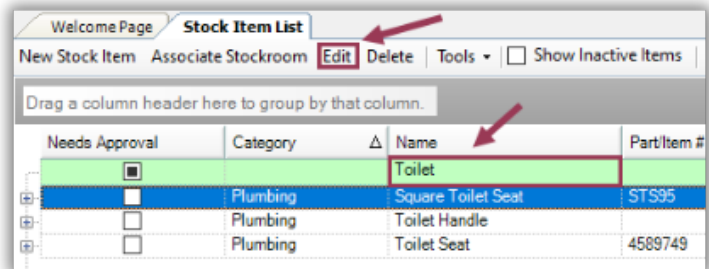 Welcome Page Stock Item List
New Stock Item Associate Stockroom Edit Delete Tools Show Inactive Items
Drag a column header here to group by that column.
Needs Approval Category Name Part/Item #
Toilet
Plumbing Square Toilet Seat STS95
Plumbing Toilet Handle
Plumbing Toilet Seat 4589749